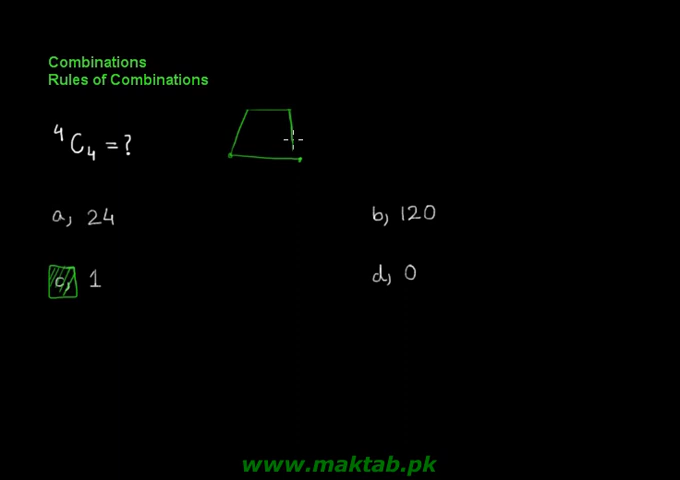 Combinations
Rules of Combinations
⁴C₄ = ?
a, 24
b, 120
c, 1
d, 0
www.maktab.pk